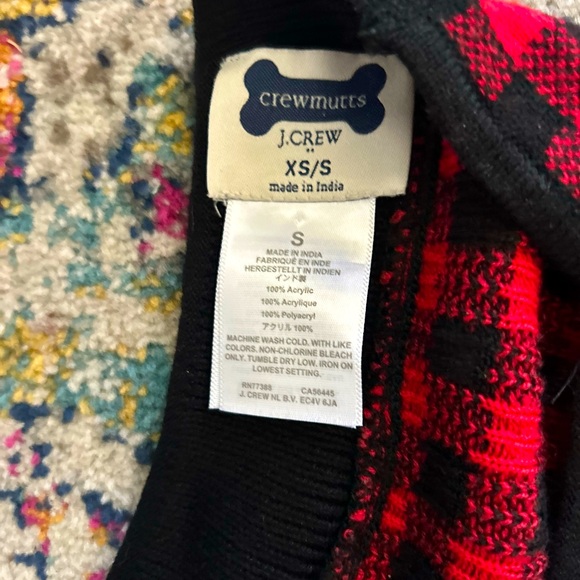 crewmutts
J.CREW
XS/S
made in India
S
MADE IN INDIA
FABRIQUÉ EN INDE
HERGESTELLT IN INDIEN
インド製
100% Acrylic
100% Acrylique
100% Polyacryl
アクリル 100%
MACHINE WASH COLD. WITH LIKE
COLORS. NON-CHLORINE BLEACH
ONLY. TUMBLE DRY LOW. IRON ON
LOWEST SETTING.
RN77388 CA56445
J. CREW NL B.V. EC4V 6JA